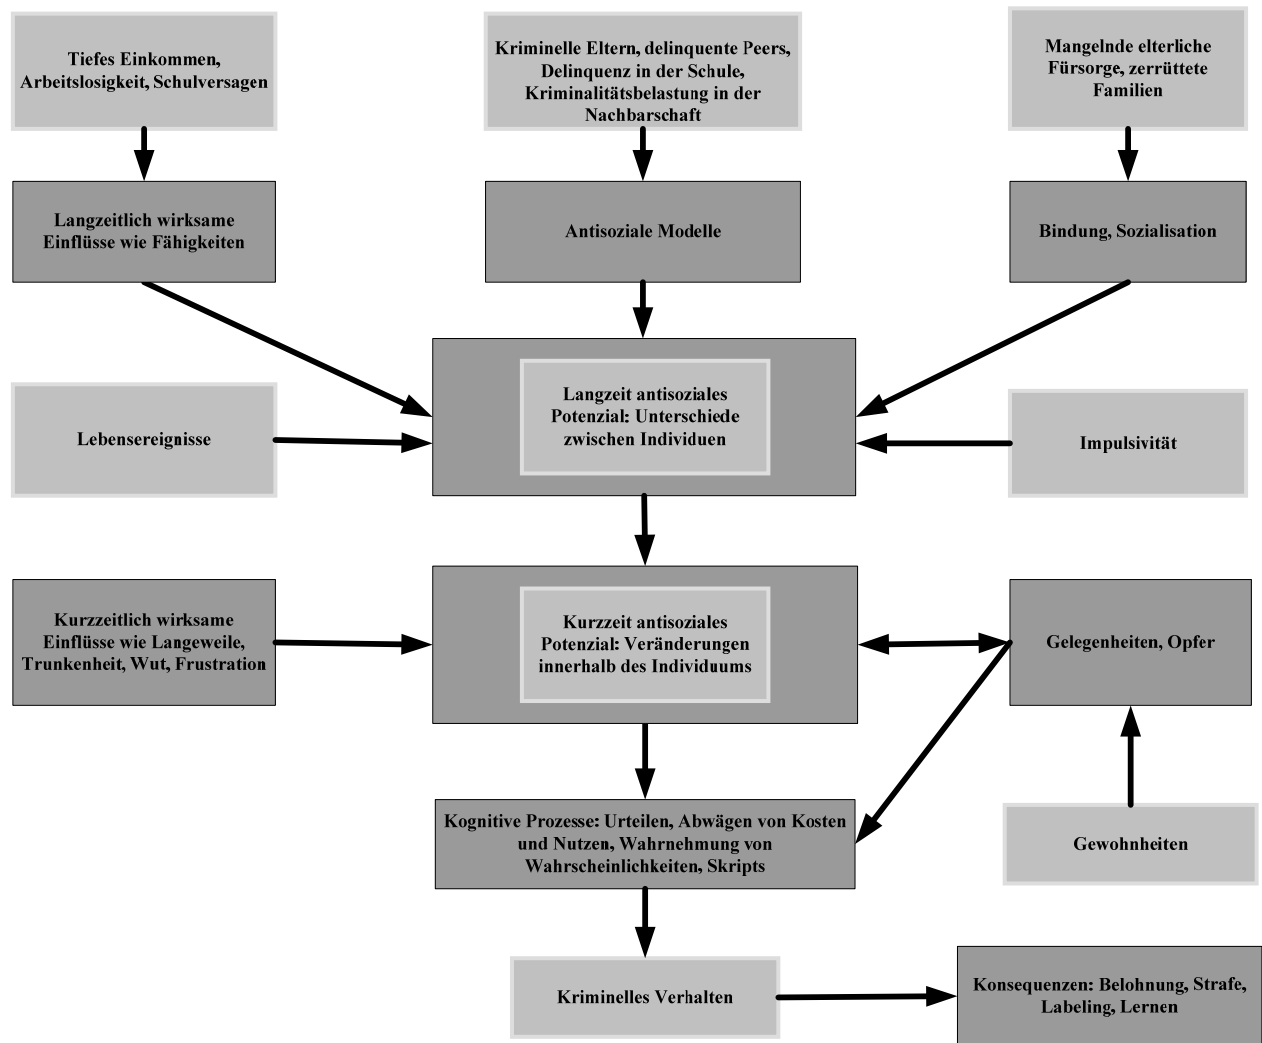 Tiefes Einkommen,
Arbeitslosigkeit, Schulversagen
Kriminelle Eltern, delinquente Peers,
Delinquenz in der Schule,
Kriminalitätsbelastung in der
Nachbarschaft
Mangelnde elterliche
Fürsorge, zerrüttete
Familien
Langzeitlich wirksame
Einflüsse wie Fähigkeiten
Antisoziale Modelle
Bindung, Sozialisation
Langzeit antisoziales
Potenzial: Unterschiede
zwischen Individuen
Lebensereignisse
Impulsivität
Kurzzeitlich wirksame
Einflüsse wie Langeweile,
Trunkenheit, Wut, Frustration
Kurzzeit antisoziales
Potenzial: Veränderungen
innerhalb des Individuums
Gelegenheiten, Opfer
Kognitive Prozesse: Urteilen, Abwägen von Kosten
und Nutzen, Wahrnehmung von
Wahrscheinlichkeiten, Skripts
Gewohnheiten
Kriminelles Verhalten
Konsequenzen: Belohnung, Strafe,
Labeling, Lernen